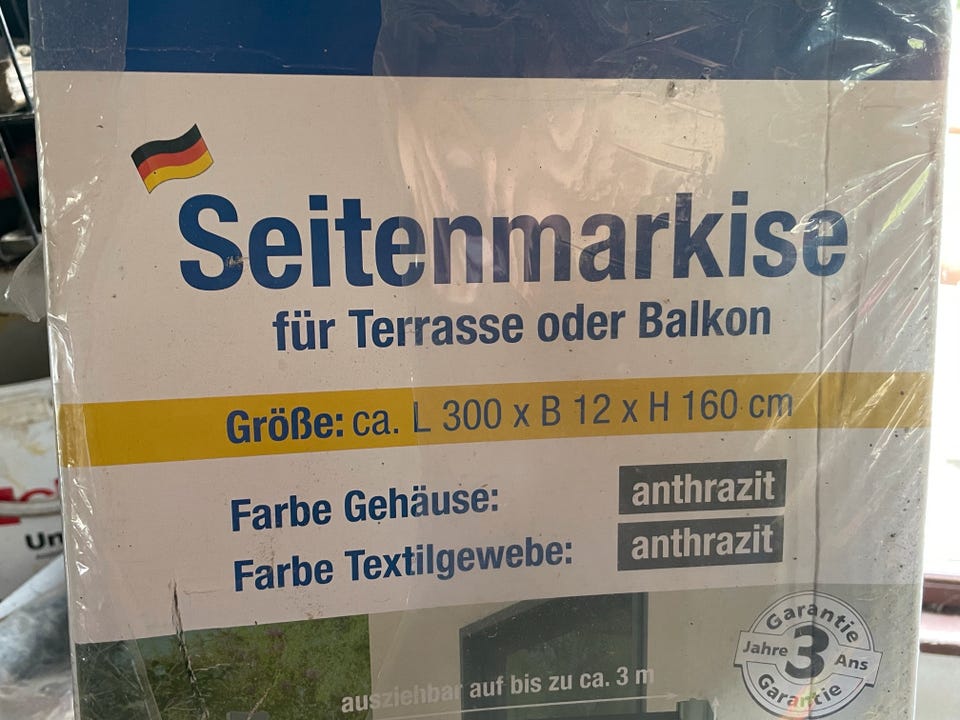 Seitenmarkise
für Terrasse oder Balkon
Größe: ca. L 300 x B 12 x H 160 cm
Farbe Gehäuse: anthrazit
Farbe Textilgewebe: anthrazit
ausziehbar auf bis zu ca. 3 m
Garantie
Jahre 3 Ans
Garantie
Un